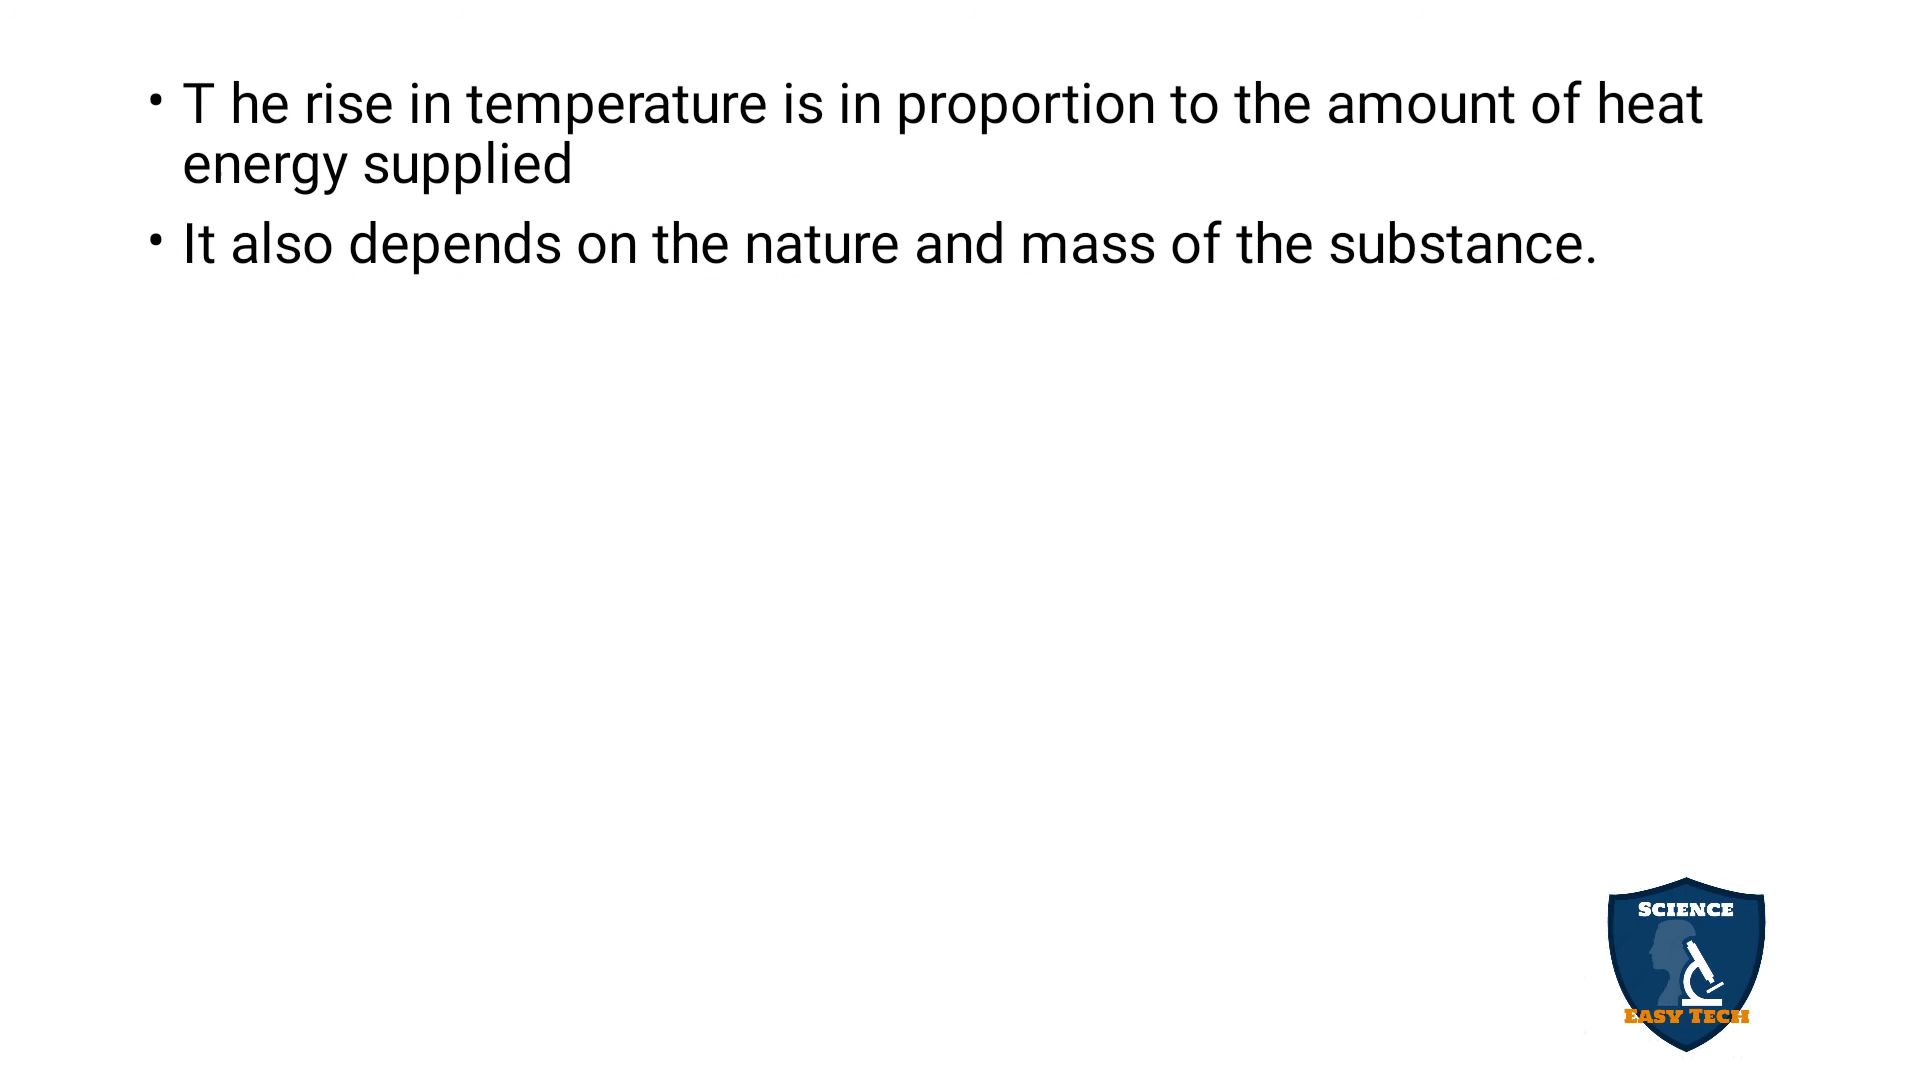 • T he rise in temperature is in proportion to the amount of heat
energy supplied
• It also depends on the nature and mass of the substance.
SCIENCE
EASY TECH